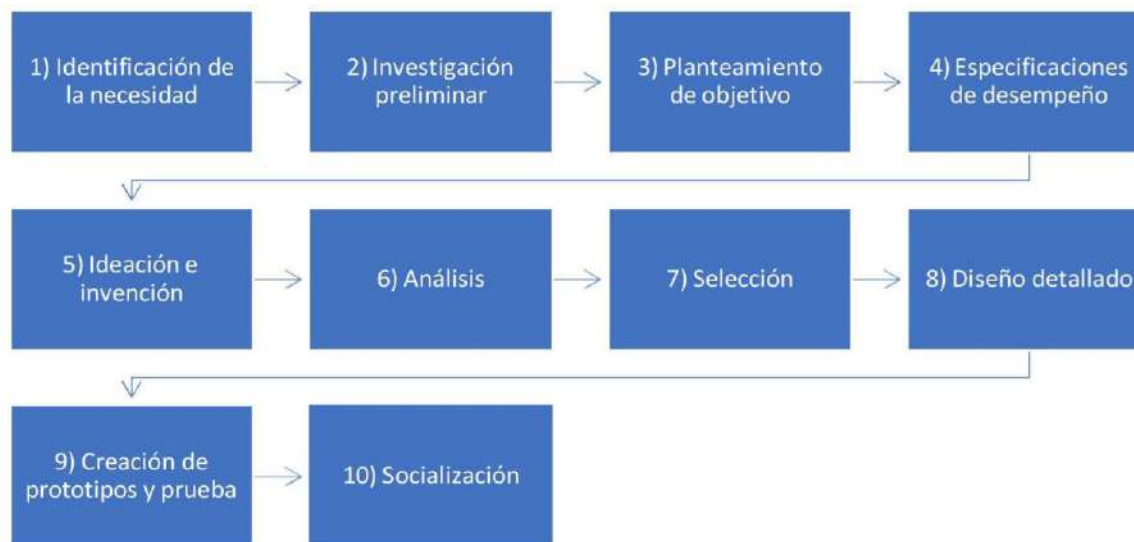 1) Identificación de
la necesidad
2) Investigación
preliminar
3) Planteamiento
de objetivo
4) Especificaciones
de desempeño
5) Ideación e
invención
6) Análisis
7) Selección
8) Diseño detallado
9) Creación de
prototipos y prueba
10) Socialización